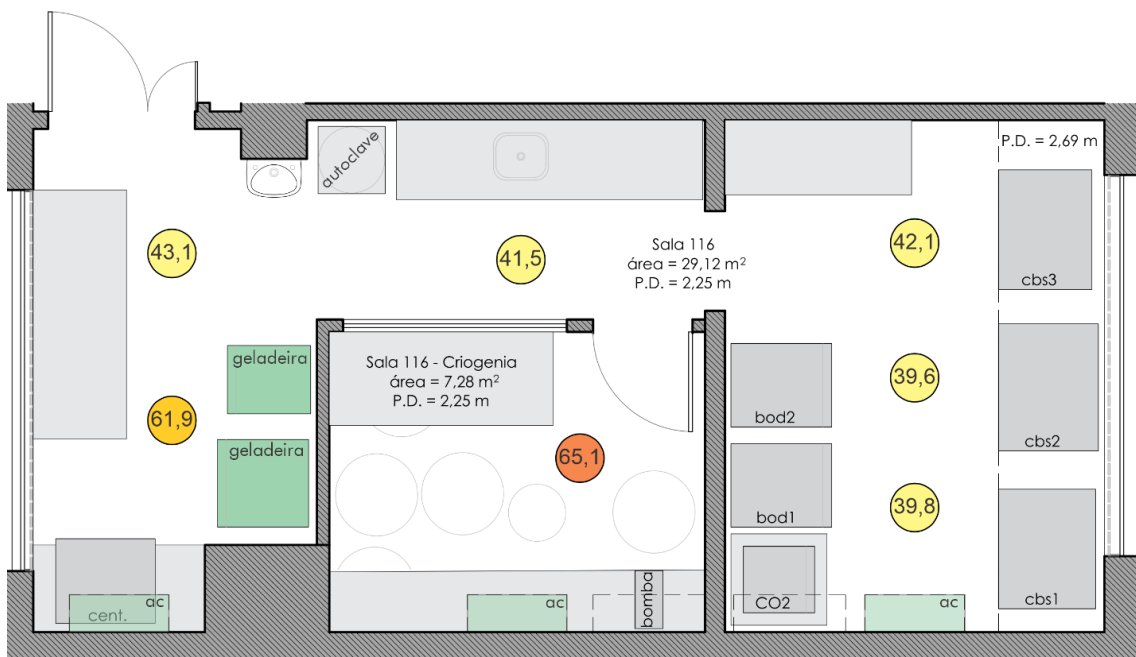 autoclave
P.D. = 2,69 m
43,1
41,5
Sala 116
área = 29,12 m²
P.D. = 2,25 m
42,1
cbs3
geladeira
Sala 116 - Criogenia
área = 7,28 m²
P.D. = 2,25 m
39,6
bod2
cbs2
61,9
geladeira
65,1
39,8
bod1
cbs1
cent.
ac
ac
bomba
CO2
ac